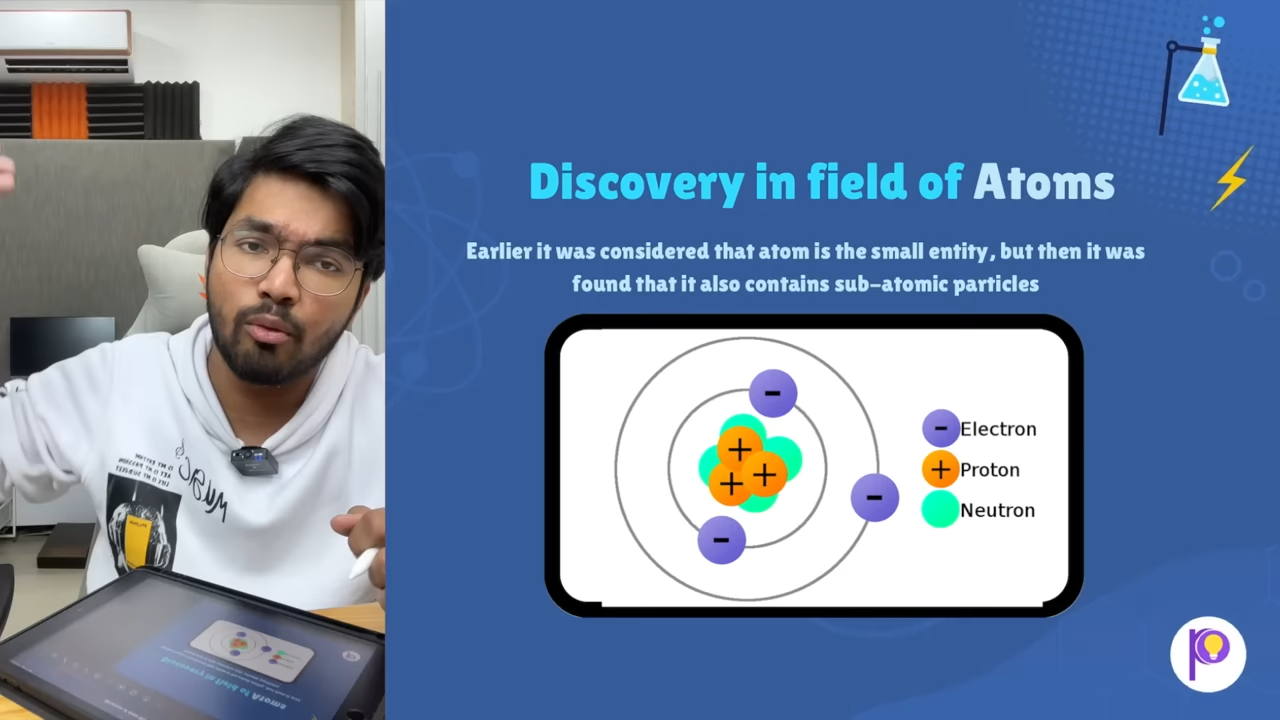 Discovery in field of Atoms
Earlier it was considered that atom is the small entity, but then it was
found that it also contains sub-atomic particles
Electron
Proton
Neutron
+
+
+
-
-
-
-
+
MUSIC